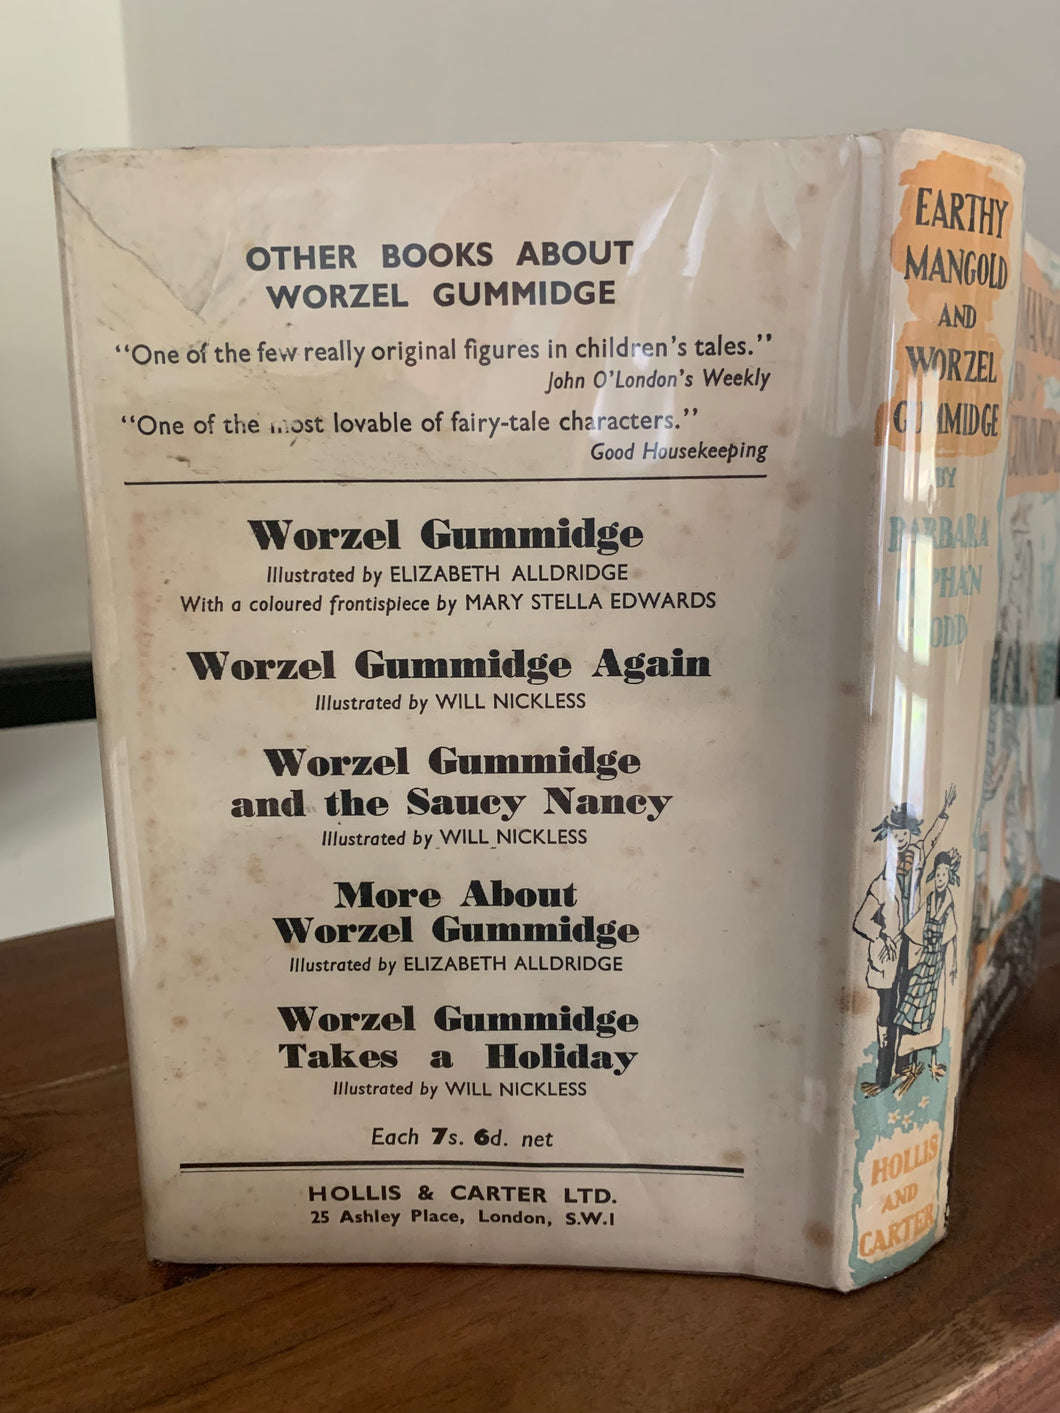 OTHER BOOKS ABOUT
WORZEL GUMMIDGE
“One of the few really original figures in children’s tales.”
John O’London’s Weekly
“One of the most lovable of fairy-tale characters.”
Good Housekeeping
Worzel Gummidge
Illustrated by ELIZABETH ALLDRIDGE
With a coloured frontispiece by MARY STELLA EDWARDS
Worzel Gummidge Again
Illustrated by WILL NICKLESS
Worzel Gummidge
and the Saucy Nancy
Illustrated by WILL NICKLESS
More About
Worzel Gummidge
Illustrated by ELIZABETH ALLDRIDGE
Worzel Gummidge
Takes a Holiday
Illustrated by WILL NICKLESS
Each 7s. 6d. net
HOLLIS & CARTER LTD.
25 Ashley Place, London, S.W.1
EARTHY
MANGOLD
AND
WORZEL
GUMMIDGE
BY
BARBARA
EUPHAN
TODD
HOLLIS
AND
CARTER